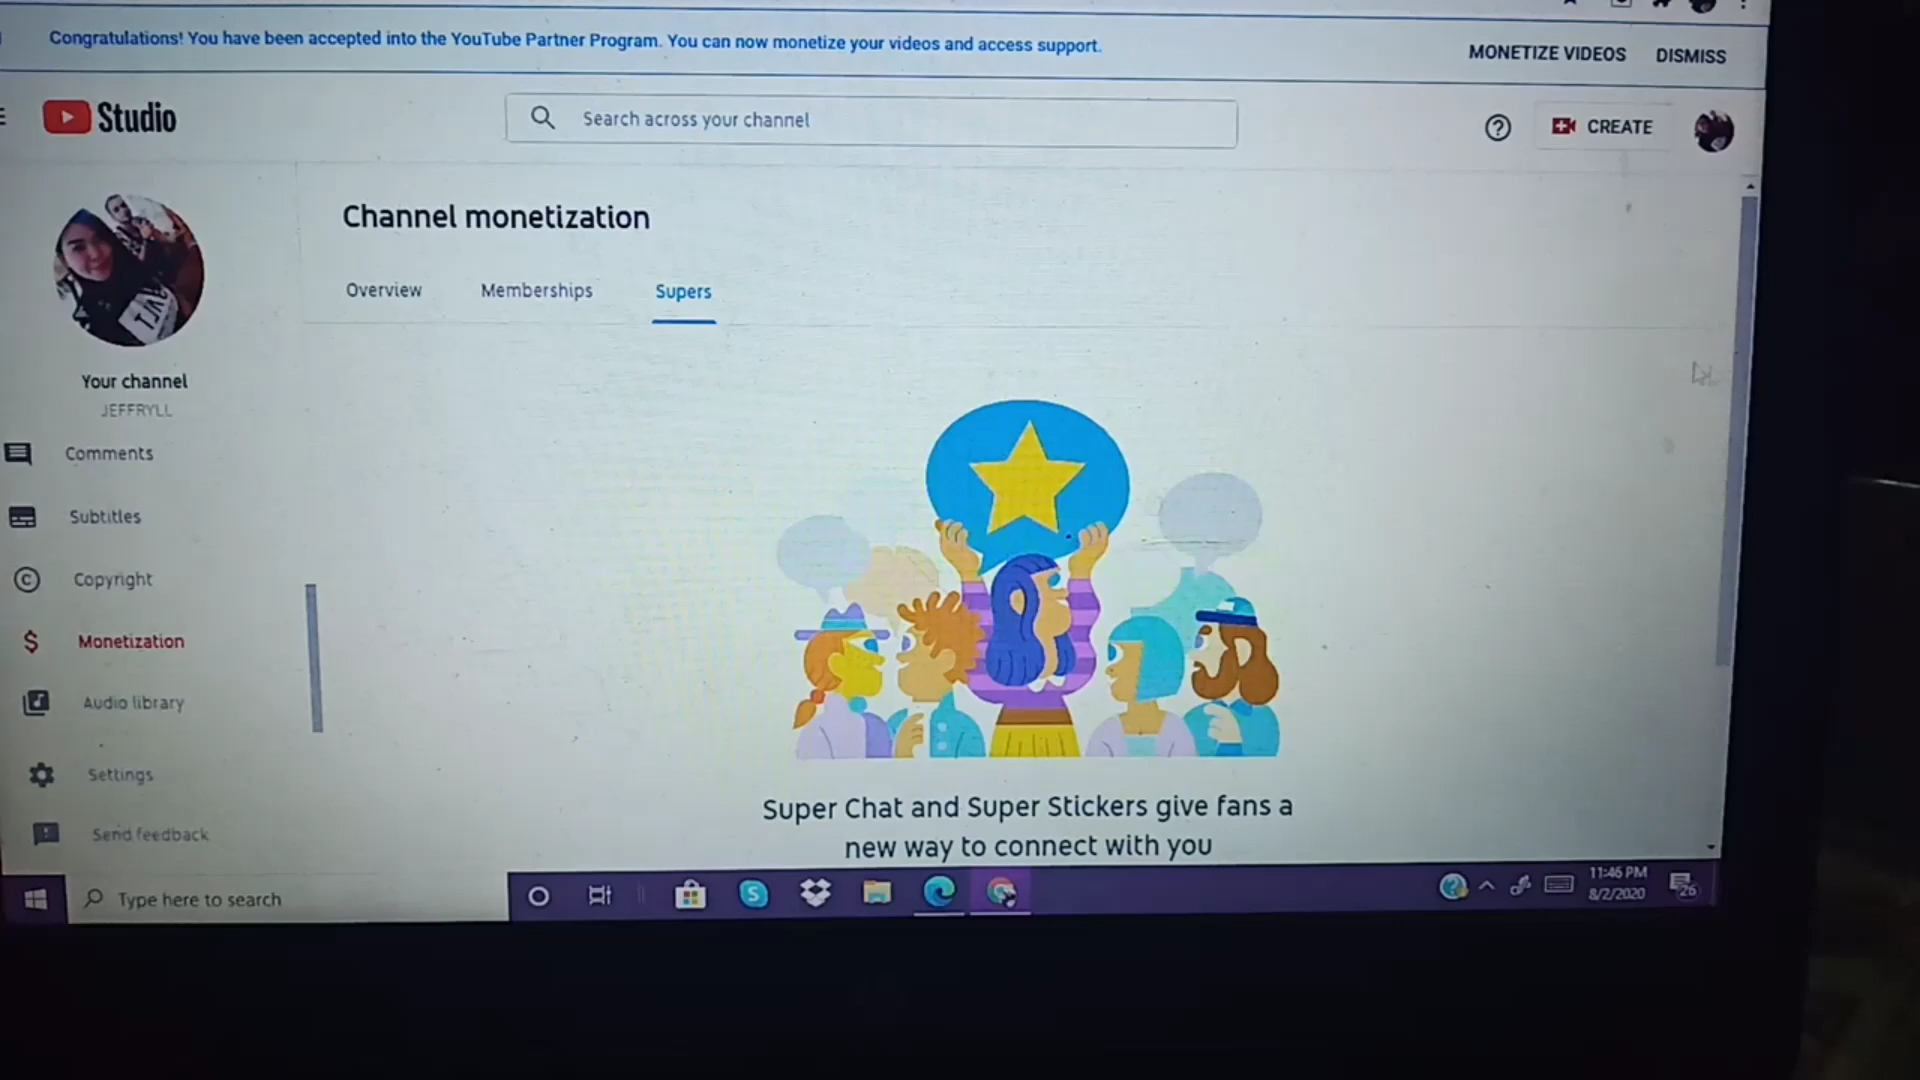 Congratulations! You have been accepted into the YouTube Partner Program. You can now monetize your videos and access support.
MONETIZE VIDEOS DISMISS
Studio
Search across your channel
CREATE
Channel monetization
Overview Memberships Supers
Your channel
JEFFRYLL
Comments
Subtitles
Copyright
Monetization
Audio library
Settings
Send feedback
Super Chat and Super Stickers give fans a
new way to connect with you
Type here to search
11:46 PM
8/2/2020
26